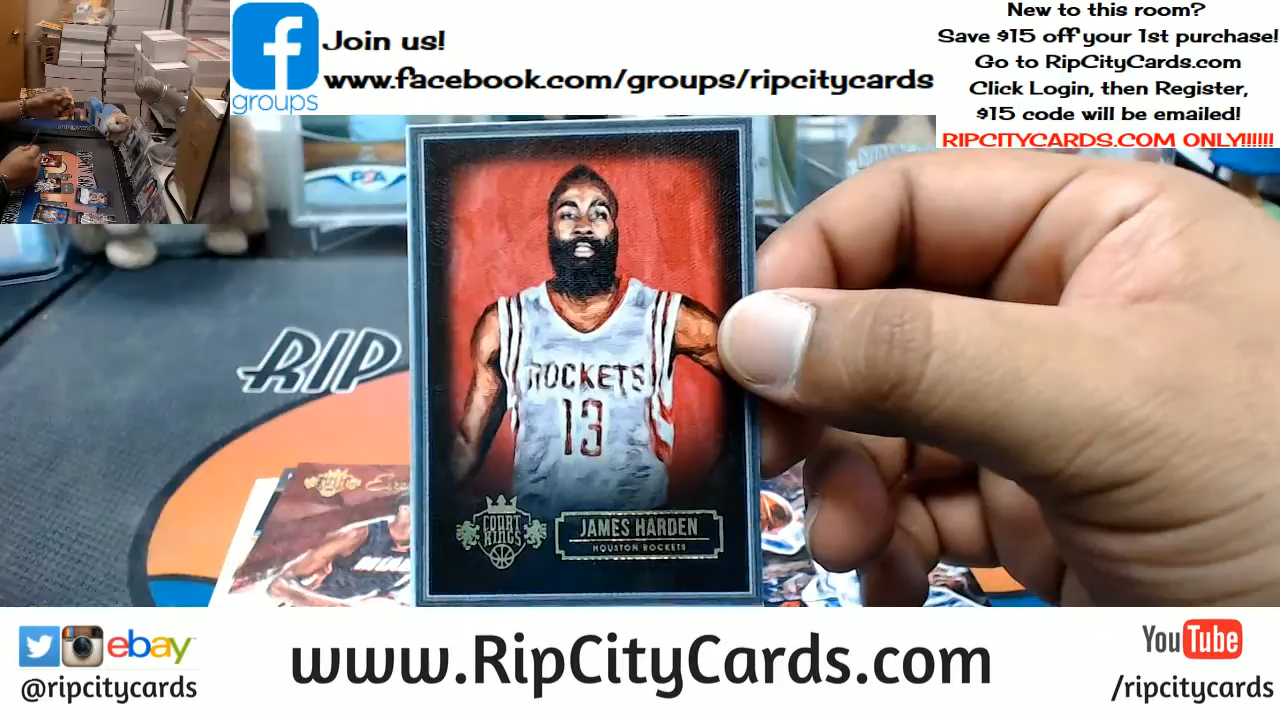 Join us!
www.facebook.com/groups/ripcitycards
groups
New to this room?
Save $15 off your 1st purchase!
Go to RipCityCards.com
Click Login, then Register,
$15 code will be emailed!
RIPCITYCARDS.COM ONLY!!!!!!
PSA
RIP
ROCKETS
13
COURT
KINGS
JAMES HARDEN
HOUSTON ROCKETS
ebay
@ripcitycards
www.RipCityCards.com
YouTube
/ripcitycards